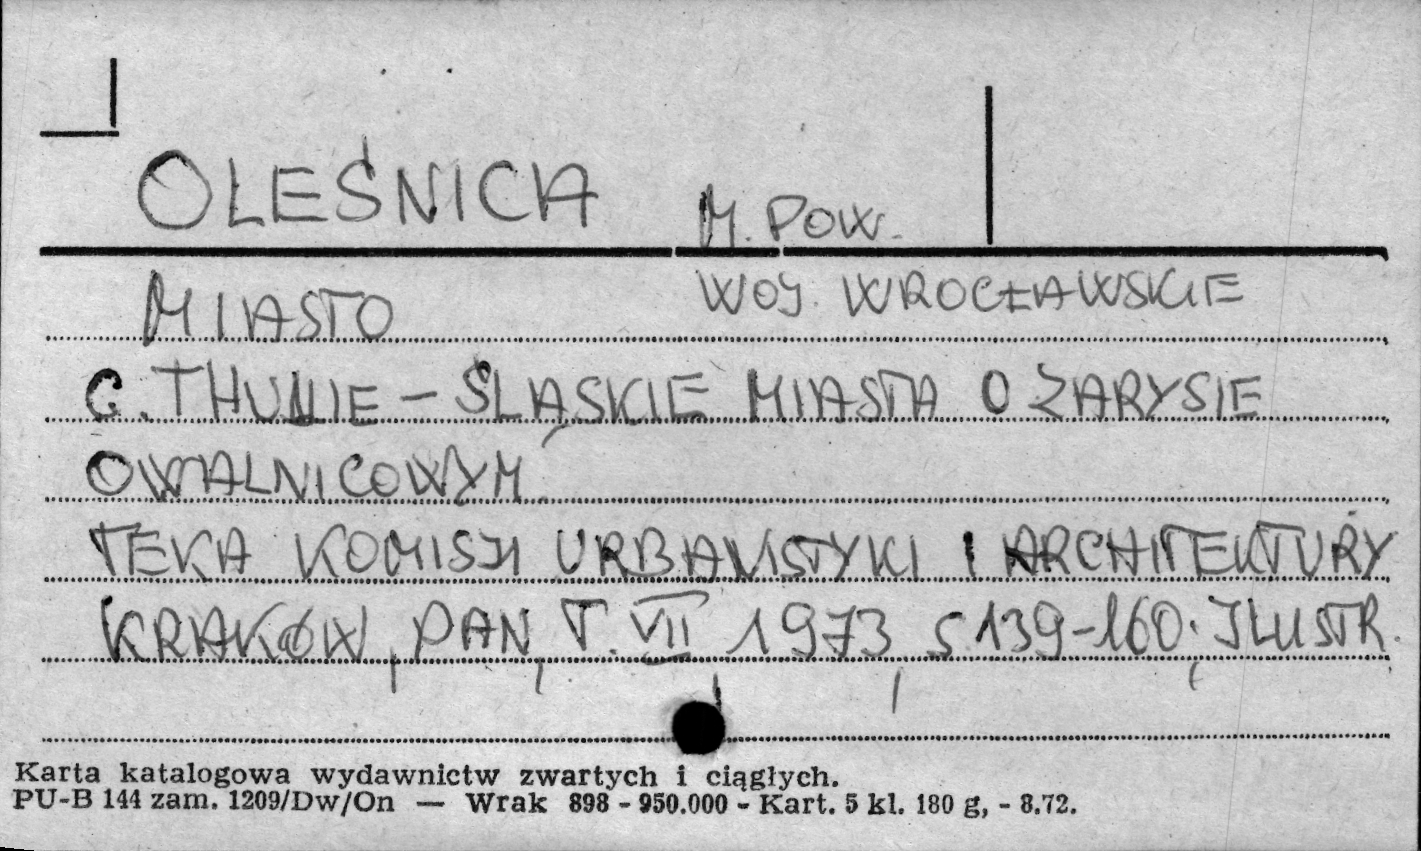 OLEŚNICA M. POW.
MIASTO WOJ. WROCŁAWSKIE
C. THULLIE – ŚLĄSKIE MIASTA O ZARYSIE
OWALNICOWYM
TEKA KOMISJI URBANISTYKI I ARCHITEKTURY
KRAKÓW, PAN, T. VII, 1973, S. 139-160, ILUSTR.
Karta katalogowa wydawnictw zwartych i ciągłych.
PU-B 144 zam. 1209/Dw/On — Wrak 898 - 950.000 - Kart. 5 kl. 180 g, - 8.72.